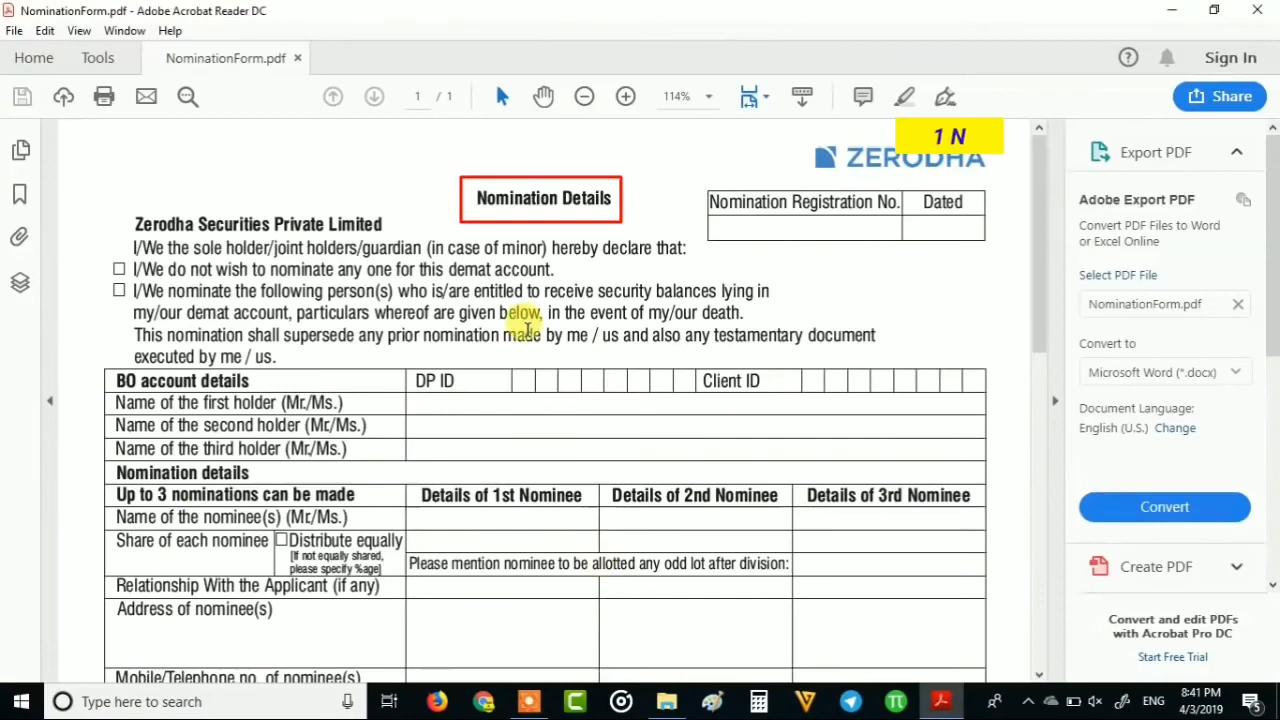 NominationForm.pdf - Adobe Acrobat Reader DC
File Edit View Window Help
Home Tools NominationForm.pdf × Sign In
1 / 1 114% Share
1 N
ZERODHA
Nomination Details
Nomination Registration No. Dated
Zerodha Securities Private Limited
I/We the sole holder/joint holders/guardian (in case of minor) hereby declare that:
I/We do not wish to nominate any one for this demat account.
I/We nominate the following person(s) who is/are entitled to receive security balances lying in
my/our demat account, particulars whereof are given below, in the event of my/our death.
This nomination shall supersede any prior nomination made by me / us and also any testamentary document
executed by me / us.
BO account details DP ID Client ID
Name of the first holder (Mr./Ms.)
Name of the second holder (Mr./Ms.)
Name of the third holder (Mr./Ms.)
Nomination details
Up to 3 nominations can be made Details of 1st Nominee Details of 2nd Nominee Details of 3rd Nominee
Name of the nominee(s) (Mr./Ms.)
Share of each nominee Distribute equally
[If not equally shared,
please specify %age]
Please mention nominee to be allotted any odd lot after division:
Relationship With the Applicant (if any)
Address of nominee(s)
Mobile/Telephone no. of nominee(s)
Export PDF
Adobe Export PDF
Convert PDF Files to Word
or Excel Online
Select PDF File
NominationForm.pdf
Convert to
Microsoft Word (*.docx)
Document Language:
English (U.S.) Change
Convert
Create PDF
Convert and edit PDFs
with Acrobat Pro DC
Start Free Trial
Type here to search
ENG
8:41 PM
4/3/2019
5